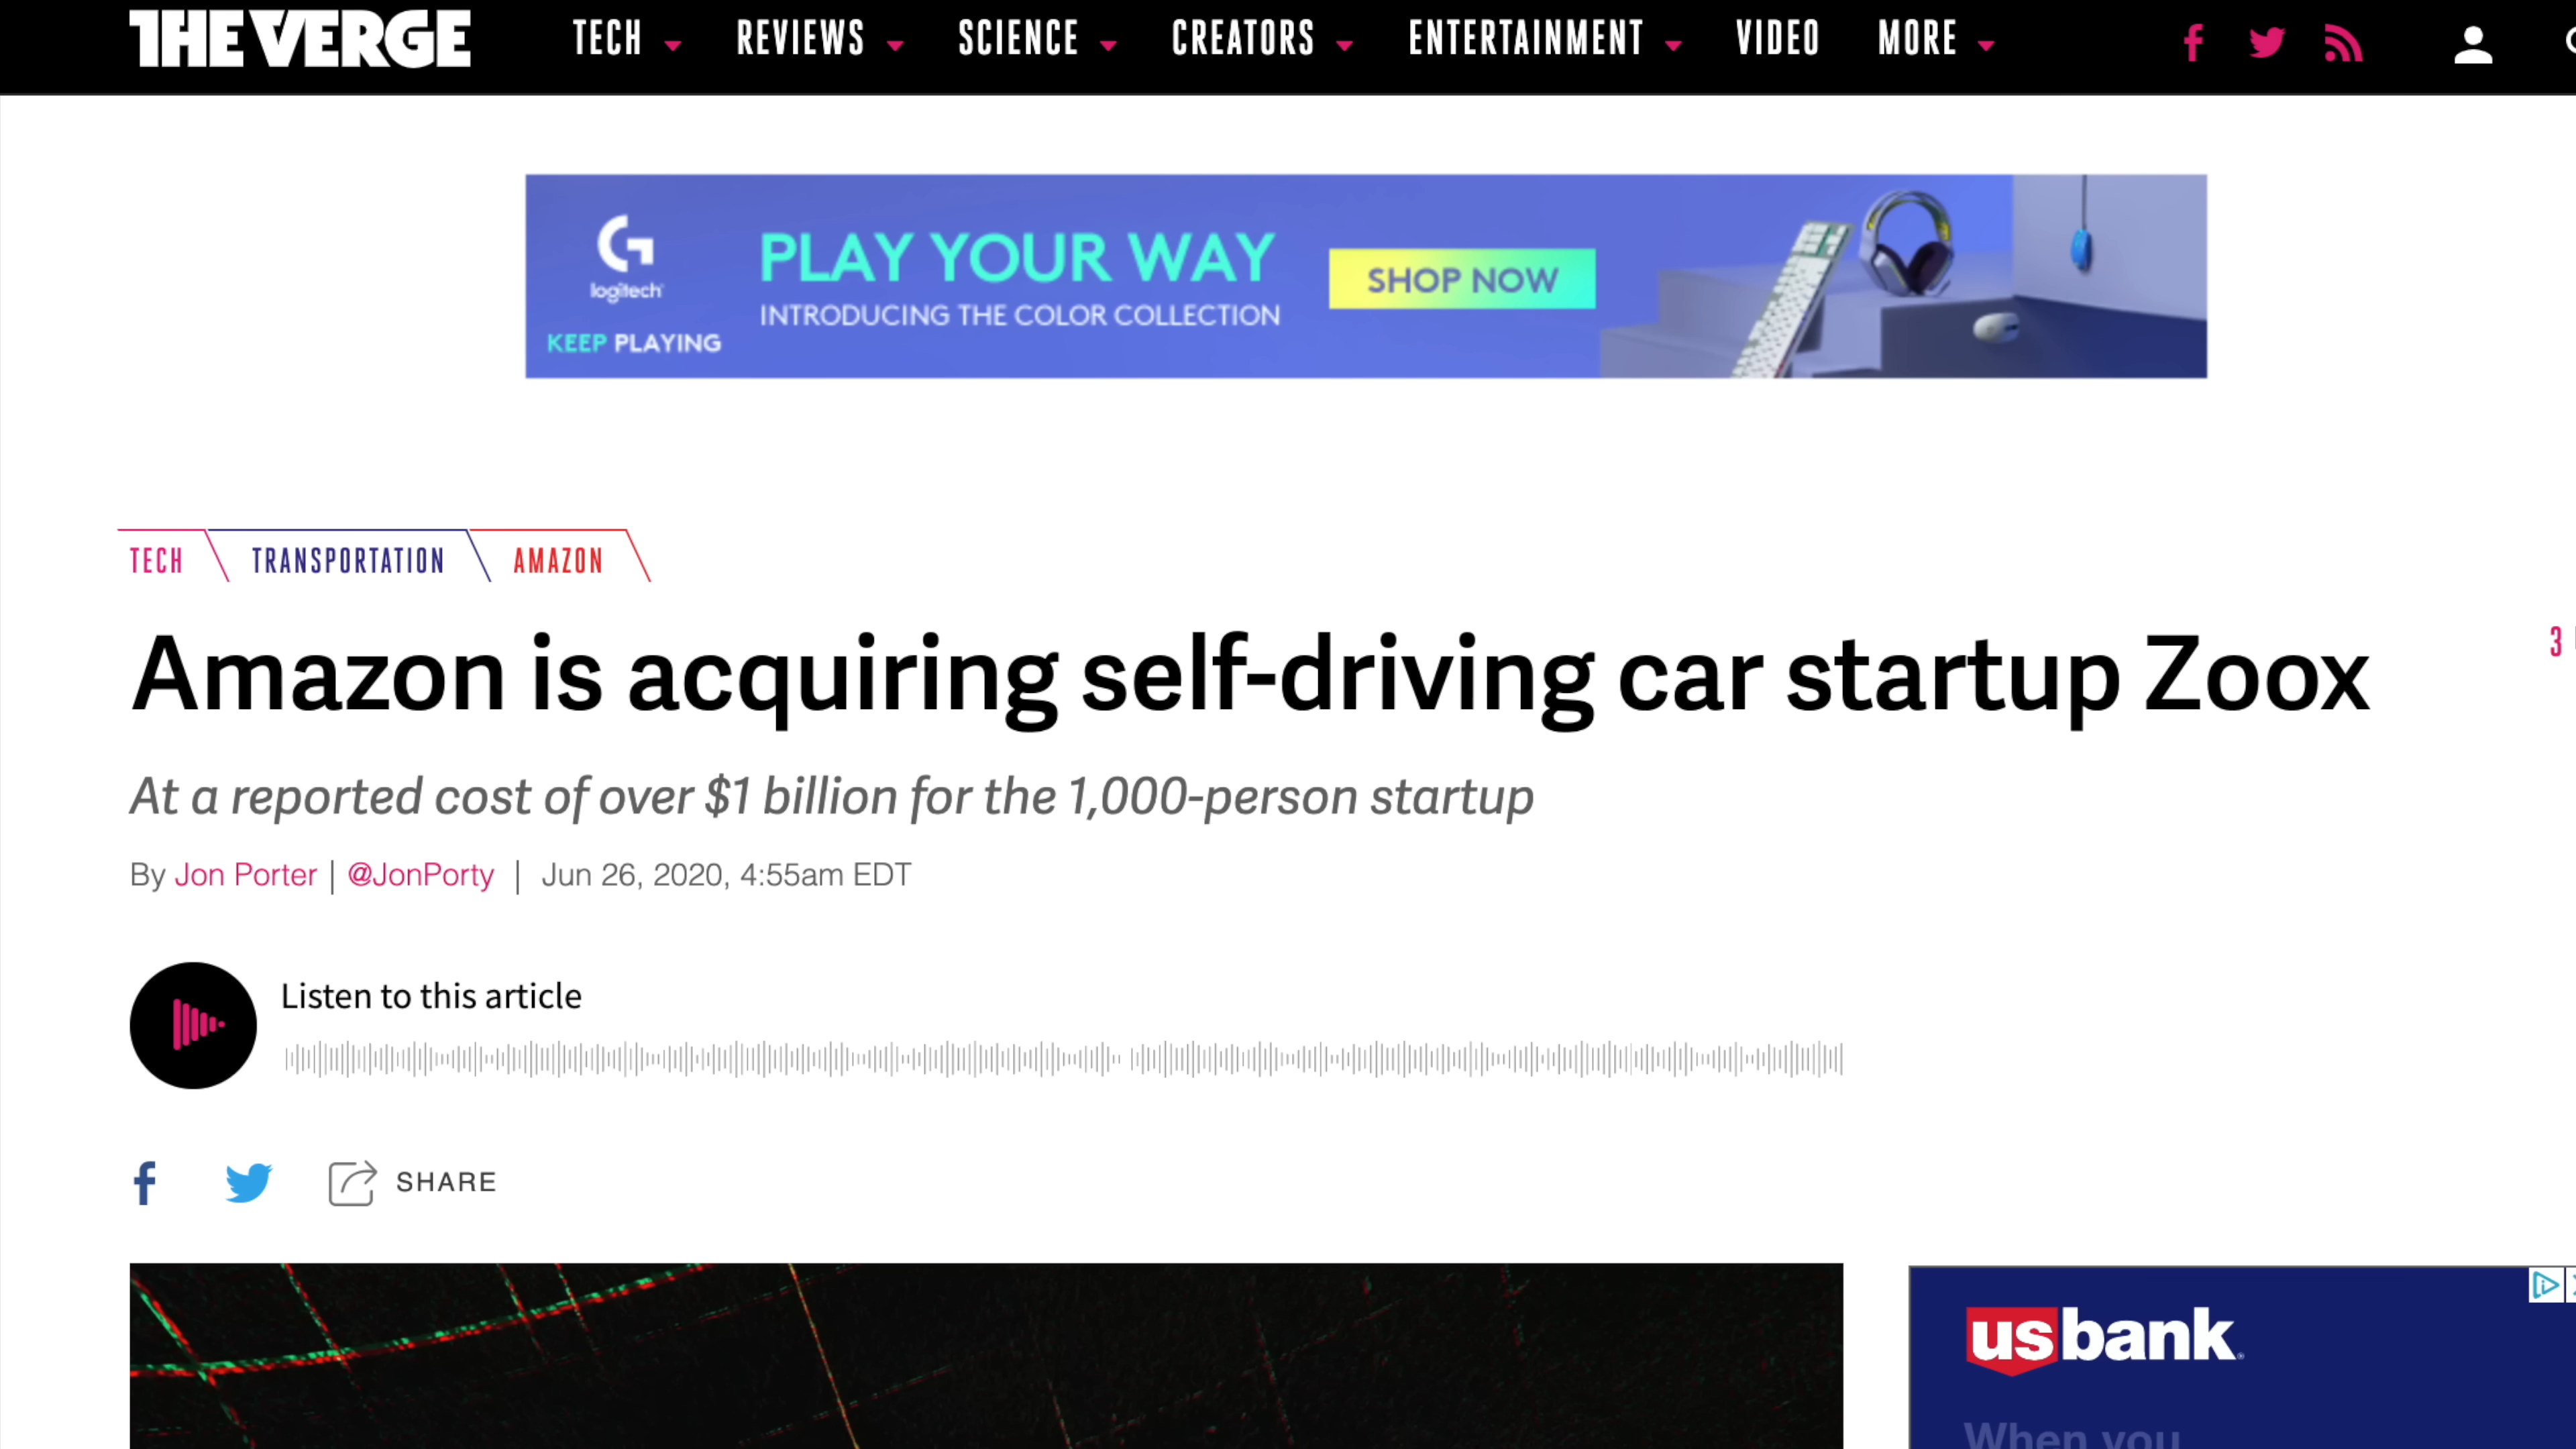 THE VERGE TECH REVIEWS SCIENCE CREATORS ENTERTAINMENT VIDEO MORE
logitech
KEEP PLAYING
PLAY YOUR WAY
INTRODUCING THE COLOR COLLECTION
SHOP NOW
TECH TRANSPORTATION AMAZON
Amazon is acquiring self-driving car startup Zoox
3
At a reported cost of over $1 billion for the 1,000-person startup
By Jon Porter | @JonPorty | Jun 26, 2020, 4:55am EDT
Listen to this article
SHARE
usbank
When you